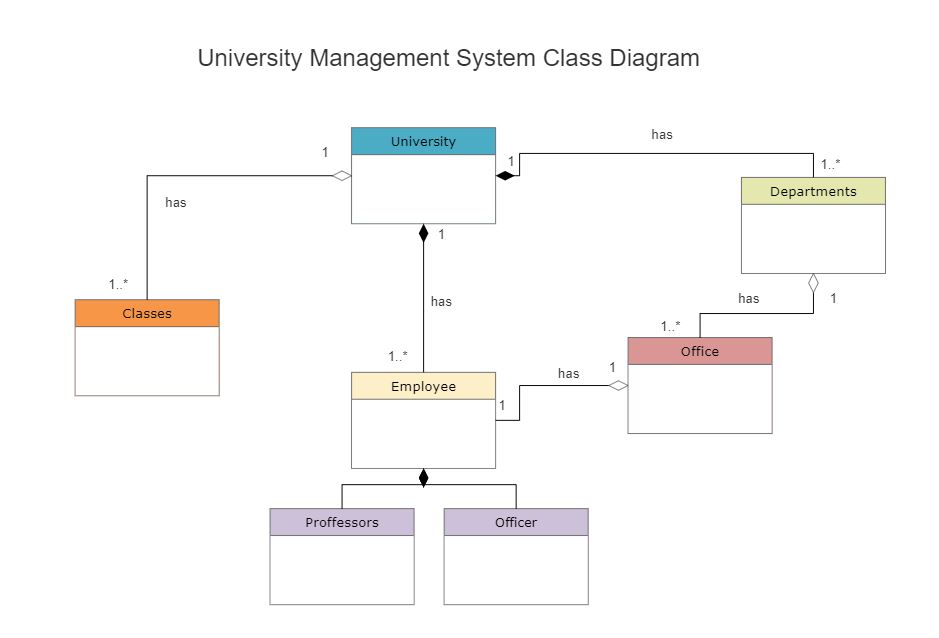 University Management System Class Diagram
has
1
University
1
1..*
Departments
has
1
1..*
has
has
1
Classes
1..*
Office
1..*
has
1
Employee
1
Proffessors
Officer